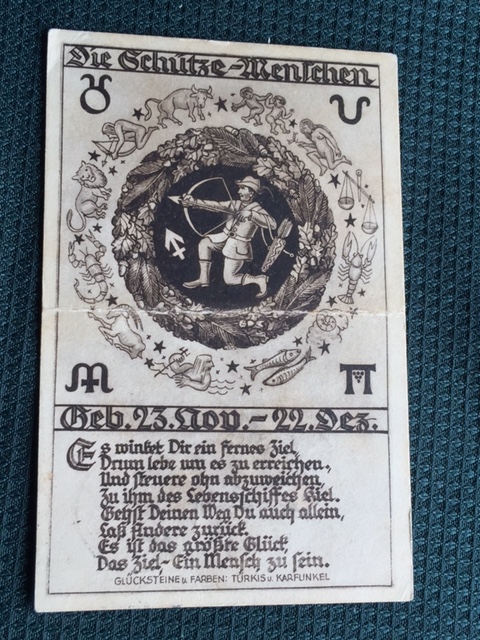 Die Schütze-Menschen
Geb. 23. Nov. – 22. Dez.
Es winket Dir ein fernes Ziel,
Drum lebe um es zu erreichen.,
Und steuere ohn abzuweichen
Zu ihm des Lebensschiffes Kiel.
Gehst Deinen Weg Du auch allein,
Laß Andere zurück.
Es ist das größte Glück,
Das Ziel – Ein Mensch zu sein.
GLÜCKSTEINE u. FARBEN: TÜRKIS u. KARFUNKEL